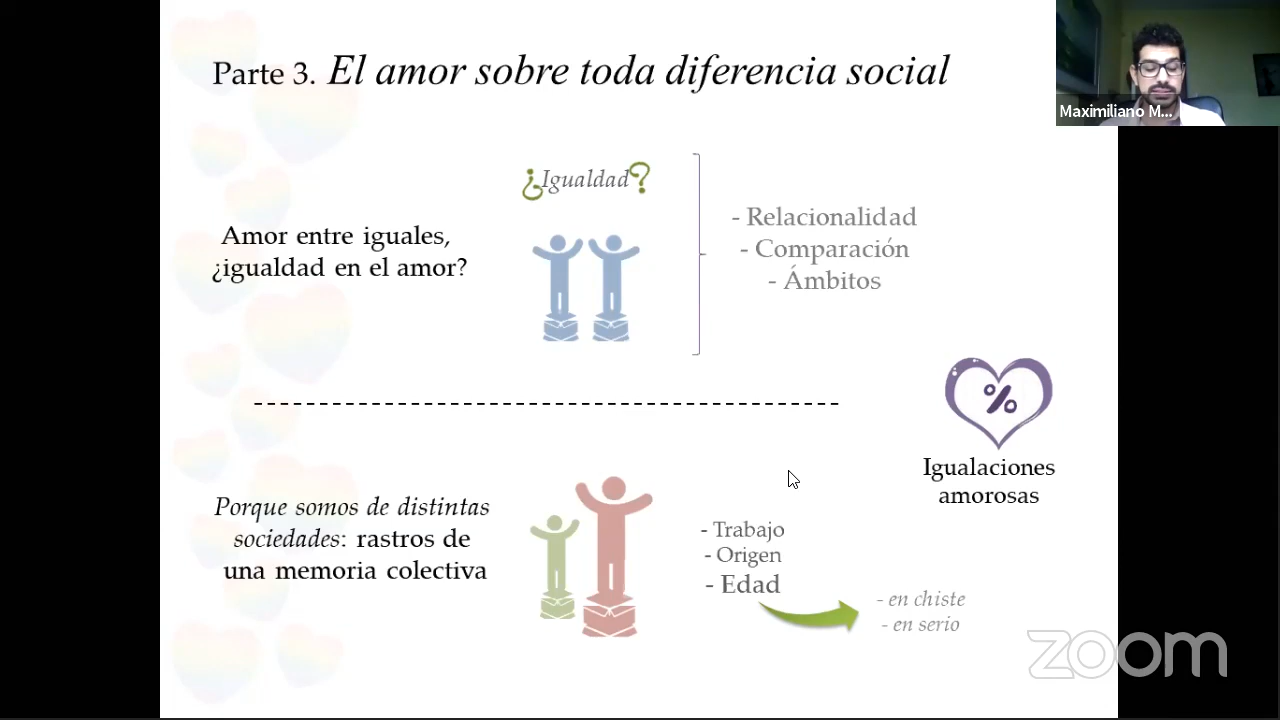 Parte 3. El amor sobre toda diferencia social
Maximiliano M...
¿Igualdad?
Amor entre iguales,
¿igualdad en el amor?
- Relacionalidad
- Comparación
- Ámbitos
%
Igualaciones
amorosas
Porque somos de distintas
sociedades: rastros de
una memoria colectiva
- Trabajo
- Origen
- Edad
- en chiste
- en serio
zoom